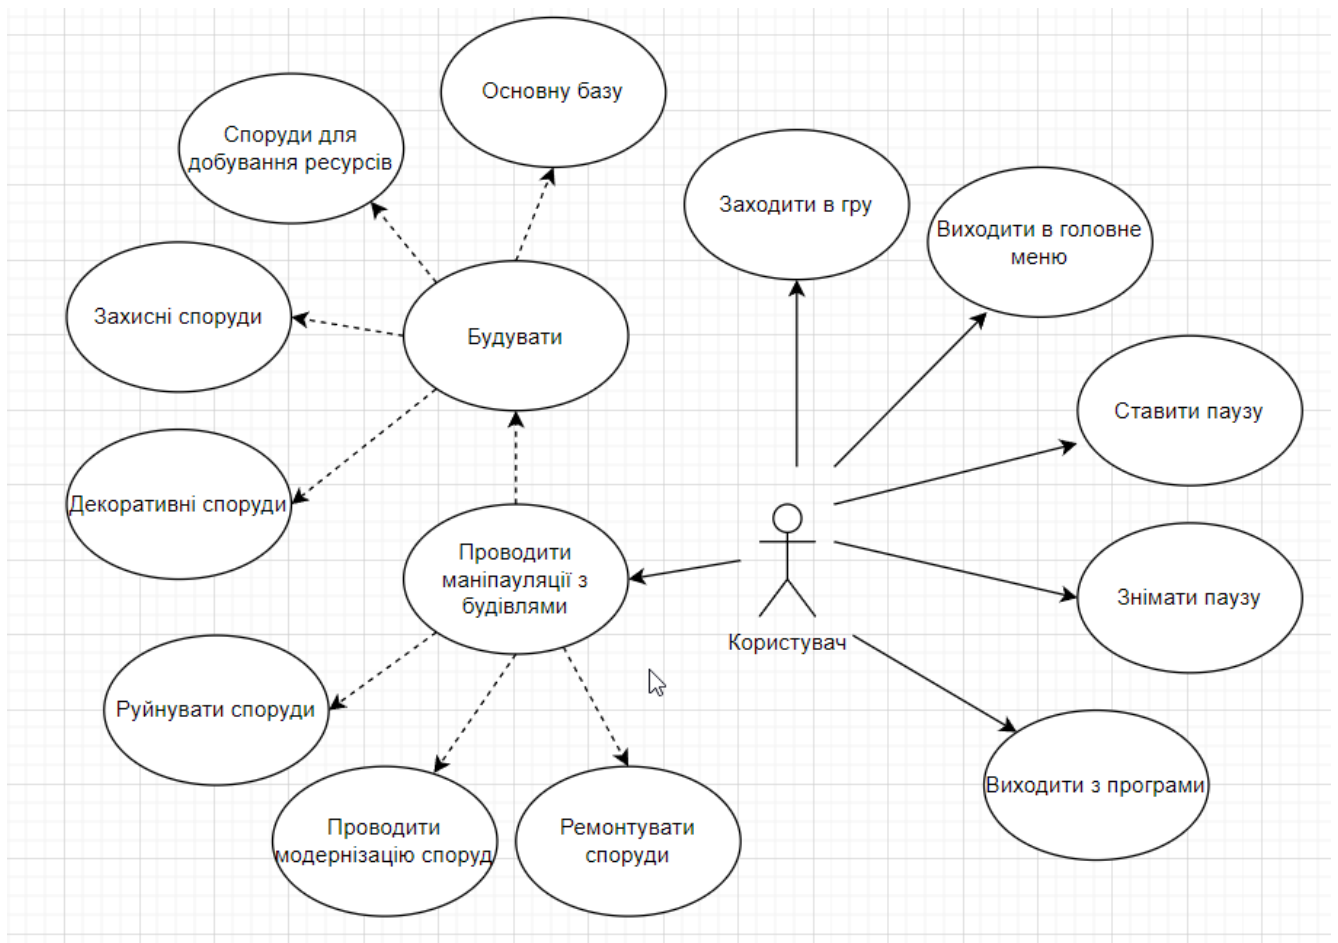 Основну базу
Споруди для
добування ресурсів
Заходити в гру
Виходити в головне
меню
Захисні споруди
Будувати
Ставити паузу
Декоративні споруди
Проводити
маніпауляції з
будівлями
Знімати паузу
Користувач
Руйнувати споруди
Виходити з програми
Проводити
модернізацію споруд
Ремонтувати
споруди